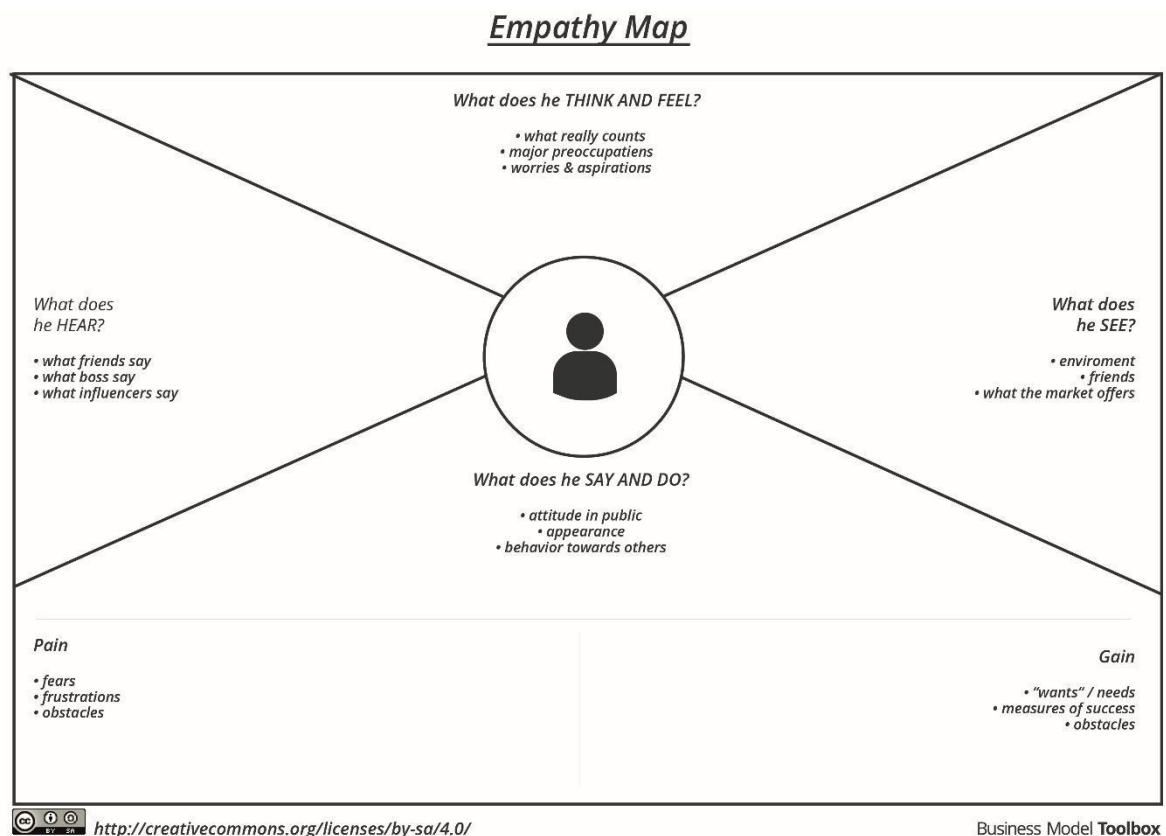 Empathy Map
What does he THINK AND FEEL?
• what really counts
• major preoccupatiens
• worries & aspirations
What does
he HEAR?
• what friends say
• what boss say
• what influencers say
What does
he SEE?
• enviroment
• friends
• what the market offers
What does he SAY AND DO?
• attitude in public
• appearance
• behavior towards others
Pain
• fears
• frustrations
• obstacles
Gain
• "wants" / needs
• measures of success
• obstacles
cc BY SA
http://creativecommons.org/licenses/by-sa/4.0/
Business Model Toolbox